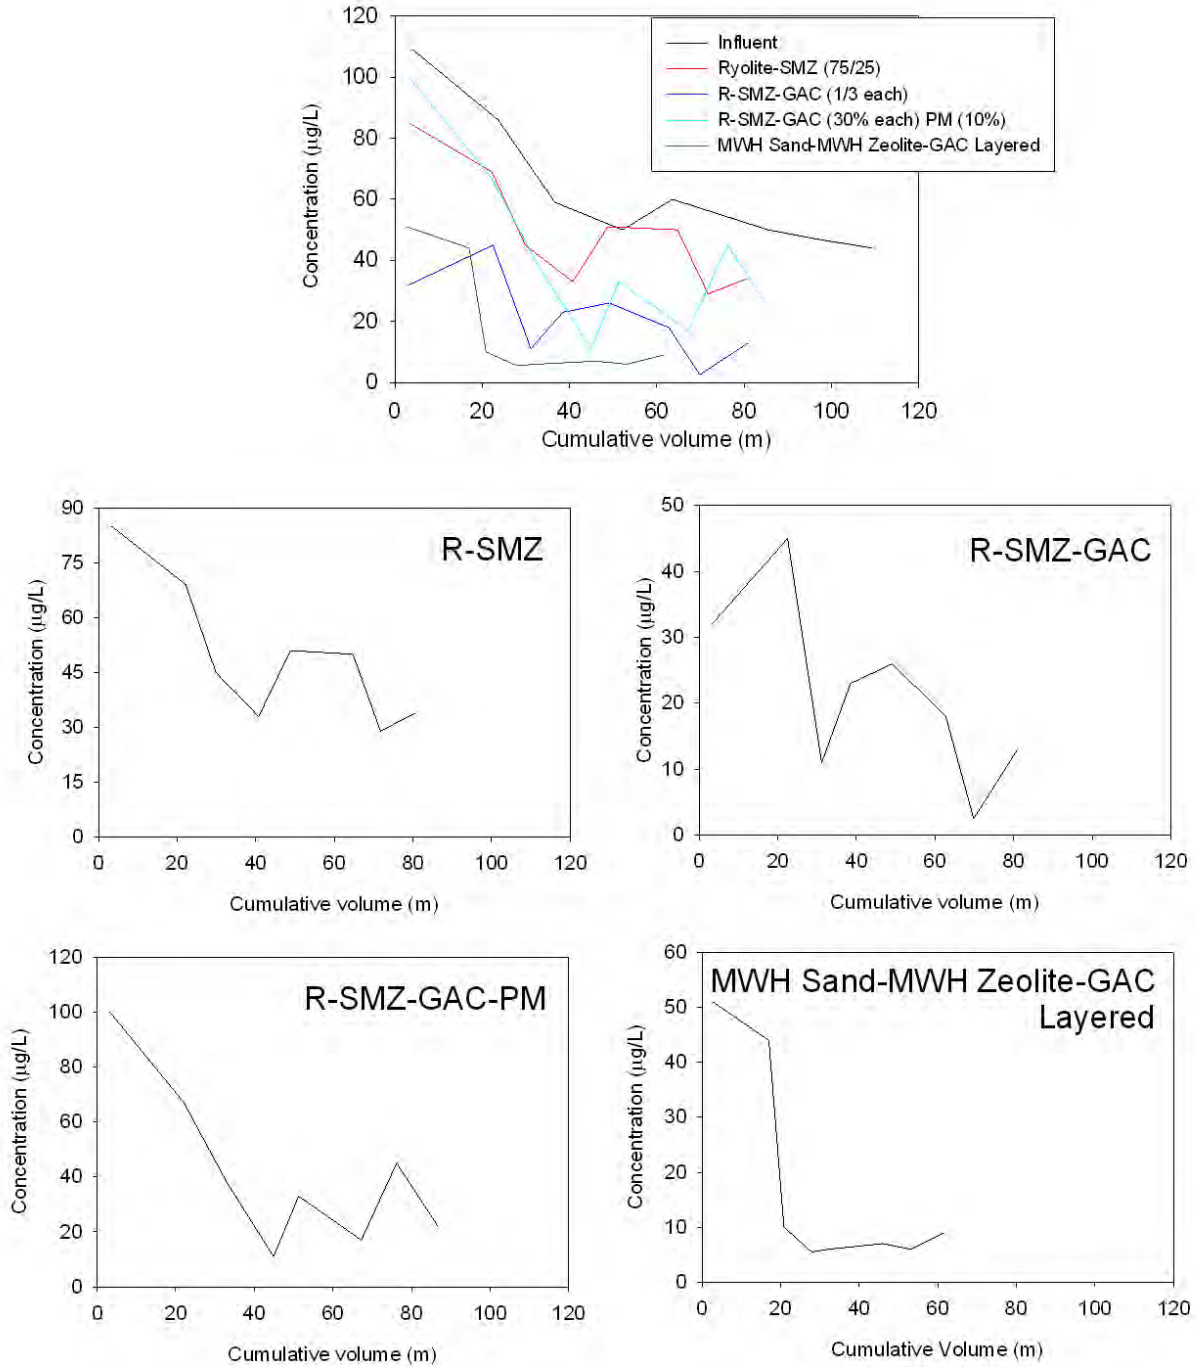 120
100
80
60
40
20
0
Concentration (µg/L)
0 20 40 60 80 100 120
Cumulative volume (m)
Influent
Ryolite-SMZ (75/25)
R-SMZ-GAC (1/3 each)
R-SMZ-GAC (30% each) PM (10%)
MWH Sand-MWH Zeolite-GAC Layered
90
75
60
45
30
15
0
Concentration (µg/L)
R-SMZ
0 20 40 60 80 100 120
Cumulative volume (m)
50
40
30
20
10
0
Concentration (µg/L)
R-SMZ-GAC
0 20 40 60 80 100 120
Cumulative volume (m)
120
100
80
60
40
20
0
Concentration (µg/L)
R-SMZ-GAC-PM
0 20 40 60 80 100 120
Cumulative volume (m)
60
50
40
30
20
10
0
Concentration (µg/L)
MWH Sand-MWH Zeolite-GAC
Layered
0 20 40 60 80 100 120
Cumulative Volume (m)